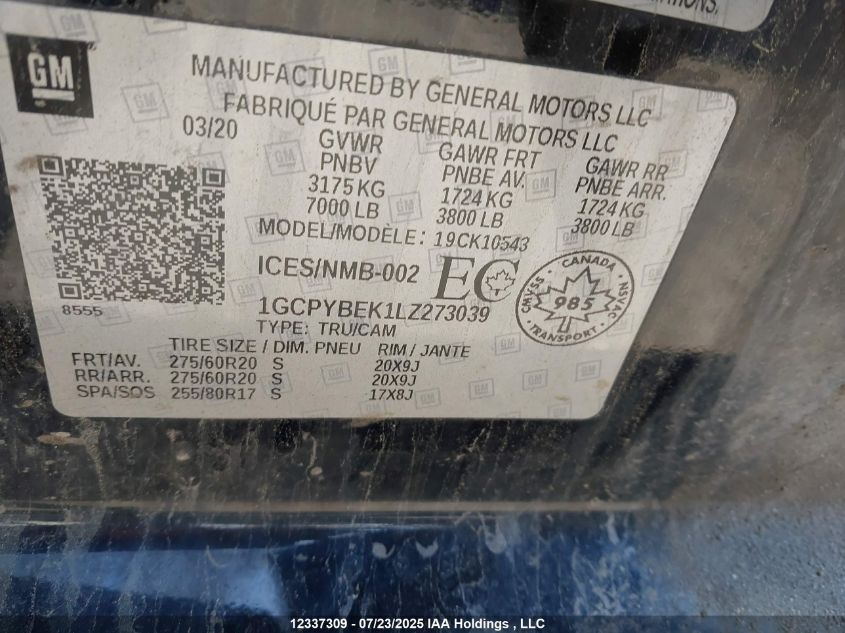 ATIONS.
GM
MANUFACTURED BY GENERAL MOTORS LLC
FABRIQUÉ PAR GENERAL MOTORS LLC
03/20 GVWR GAWR FRT GAWR RR
PNBV PNBE AV. PNBE ARR.
3175 KG 1724 KG 1724 KG
7000 LB 3800 LB 3800 LB
MODEL/MODÈLE: 19CK10543
ICES/NMB-002 EC
CANADA
CMVSS 985 NSVAC
TRANSPORT
8555 1GCPYBEK1LZ273039
TYPE: TRU/CAM
TIRE SIZE / DIM. PNEU RIM / JANTE
FRT/AV. 275/60R20 S 20X9J
RR/ARR. 275/60R20 S 20X9J
SPA/SOS 255/80R17 S 17X8J
12337309 - 07/23/2025 IAA Holdings , LLC